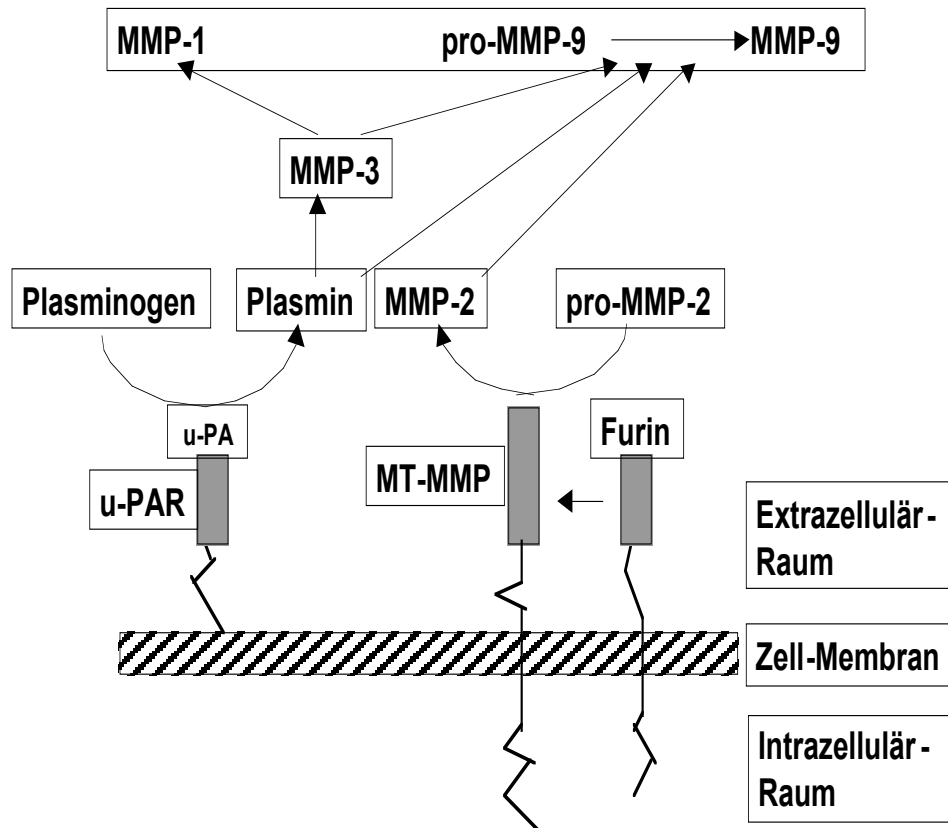 MMP-1 pro-MMP-9 MMP-9
MMP-3
Plasminogen Plasmin MMP-2 pro-MMP-2
u-PA
Furin
u-PAR
MT-MMP
Extrazellulär-
Raum
Zell-Membran
Intrazellulär-
Raum